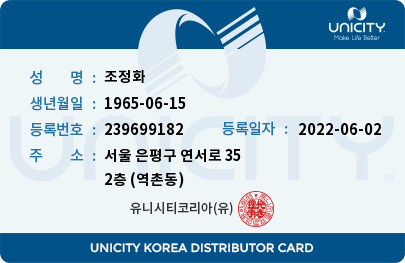 UNICITY
Make Life Better
성 명 : 조정화
생년월일 : 1965-06-15
등록번호 : 239699182 등록일자 : 2022-06-02
주 소 : 서울 은평구 연서로 35
2층 (역촌동)
UNICITY TM
유니시티코리아(유)
UNICITY KOREA DISTRIBUTOR CARD